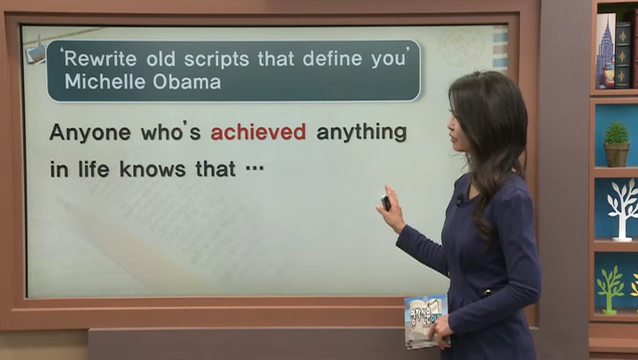 ‘Rewrite old scripts that define you’
Michelle Obama
Anyone who's achieved anything
in life knows that …